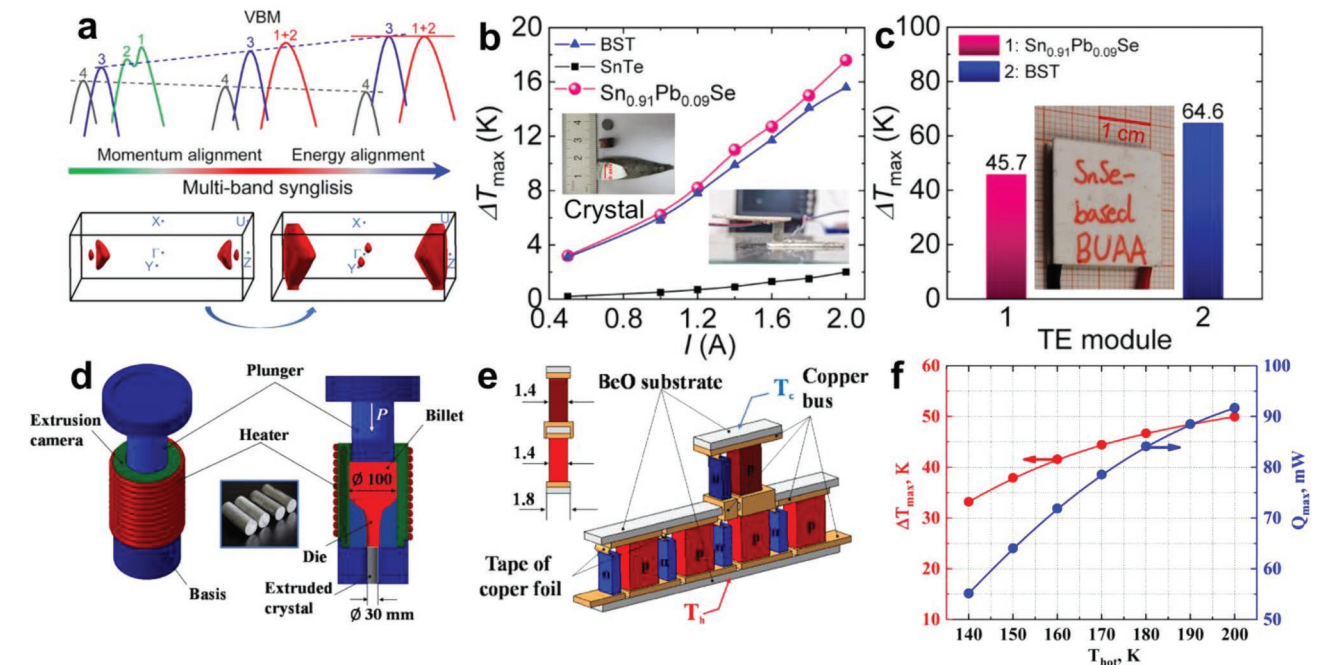 a
VBM
4
3
2
1
4
3
1+2
4
3
1+2
Momentum alignment
Energy alignment
Multi-band synglisis
X
Γ
Y
U
Z
X
Γ
Y
U
Z
b
BST
SnTe
Sn0.91Pb0.09Se
Crystal
1 2 3 4
ΔTmax (K)
20
16
12
8
4
0
0.4
0.8
1.2
1.6
2.0
I (A)
c
1: Sn0.91Pb0.09Se
2: BST
ΔTmax (K)
100
80
60
40
20
0
45.7
64.6
1 cm
SnSe-
based
BUAA
1
2
TE module
d
Plunger
Extrusion
camera
Heater
Basis
P
Billet
Ø 100
Die
Extruded
crystal
Ø 30 mm
e
BeO substrate
Tc
Copper
bus
1.4
1.4
1.8
n
p
n
p
n
p
n
p
n
p
Tape of
coper foil
Th
f
ΔTmax, K
60
50
40
30
20
10
Qmax, mW
100
90
80
70
60
50
140
150
160
170
180
190
200
Thot, K